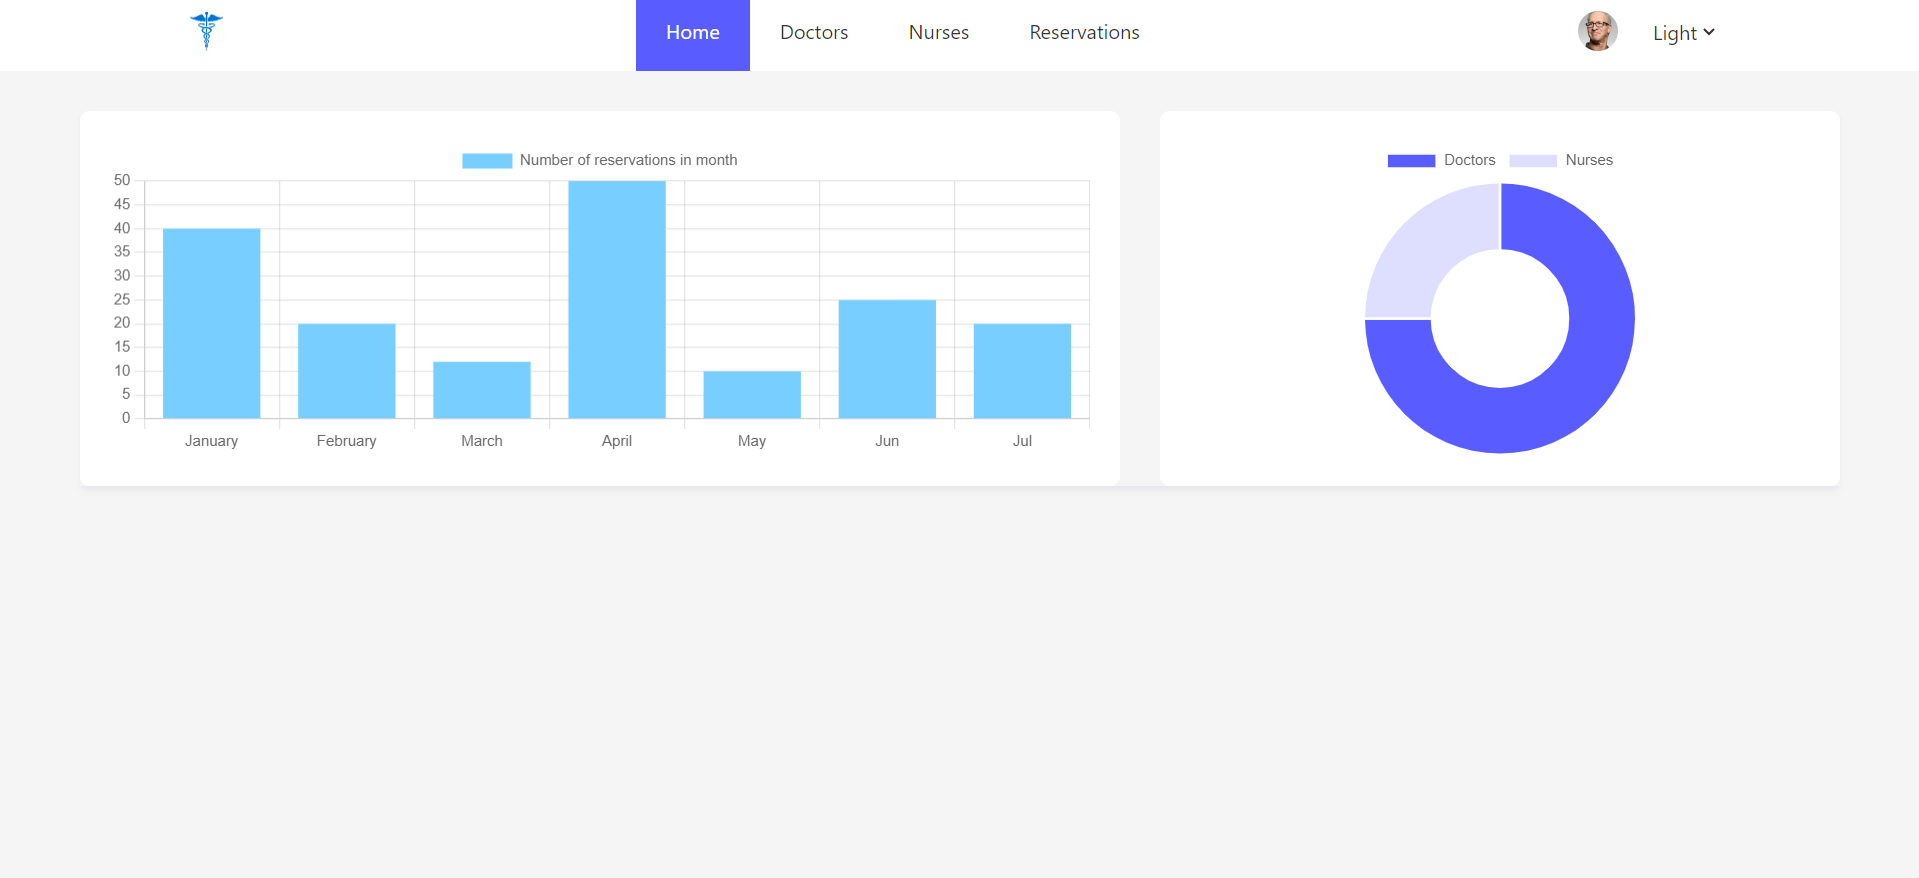 Home Doctors Nurses Reservations Light
Number of reservations in month
50
45
40
35
30
25
20
15
10
5
0
January February March April May Jun Jul
Doctors Nurses